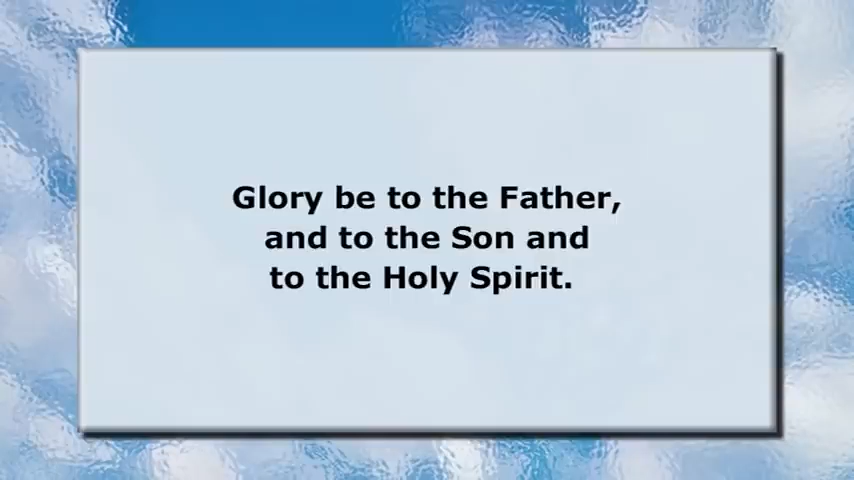 Glory be to the Father,
and to the Son and
to the Holy Spirit.